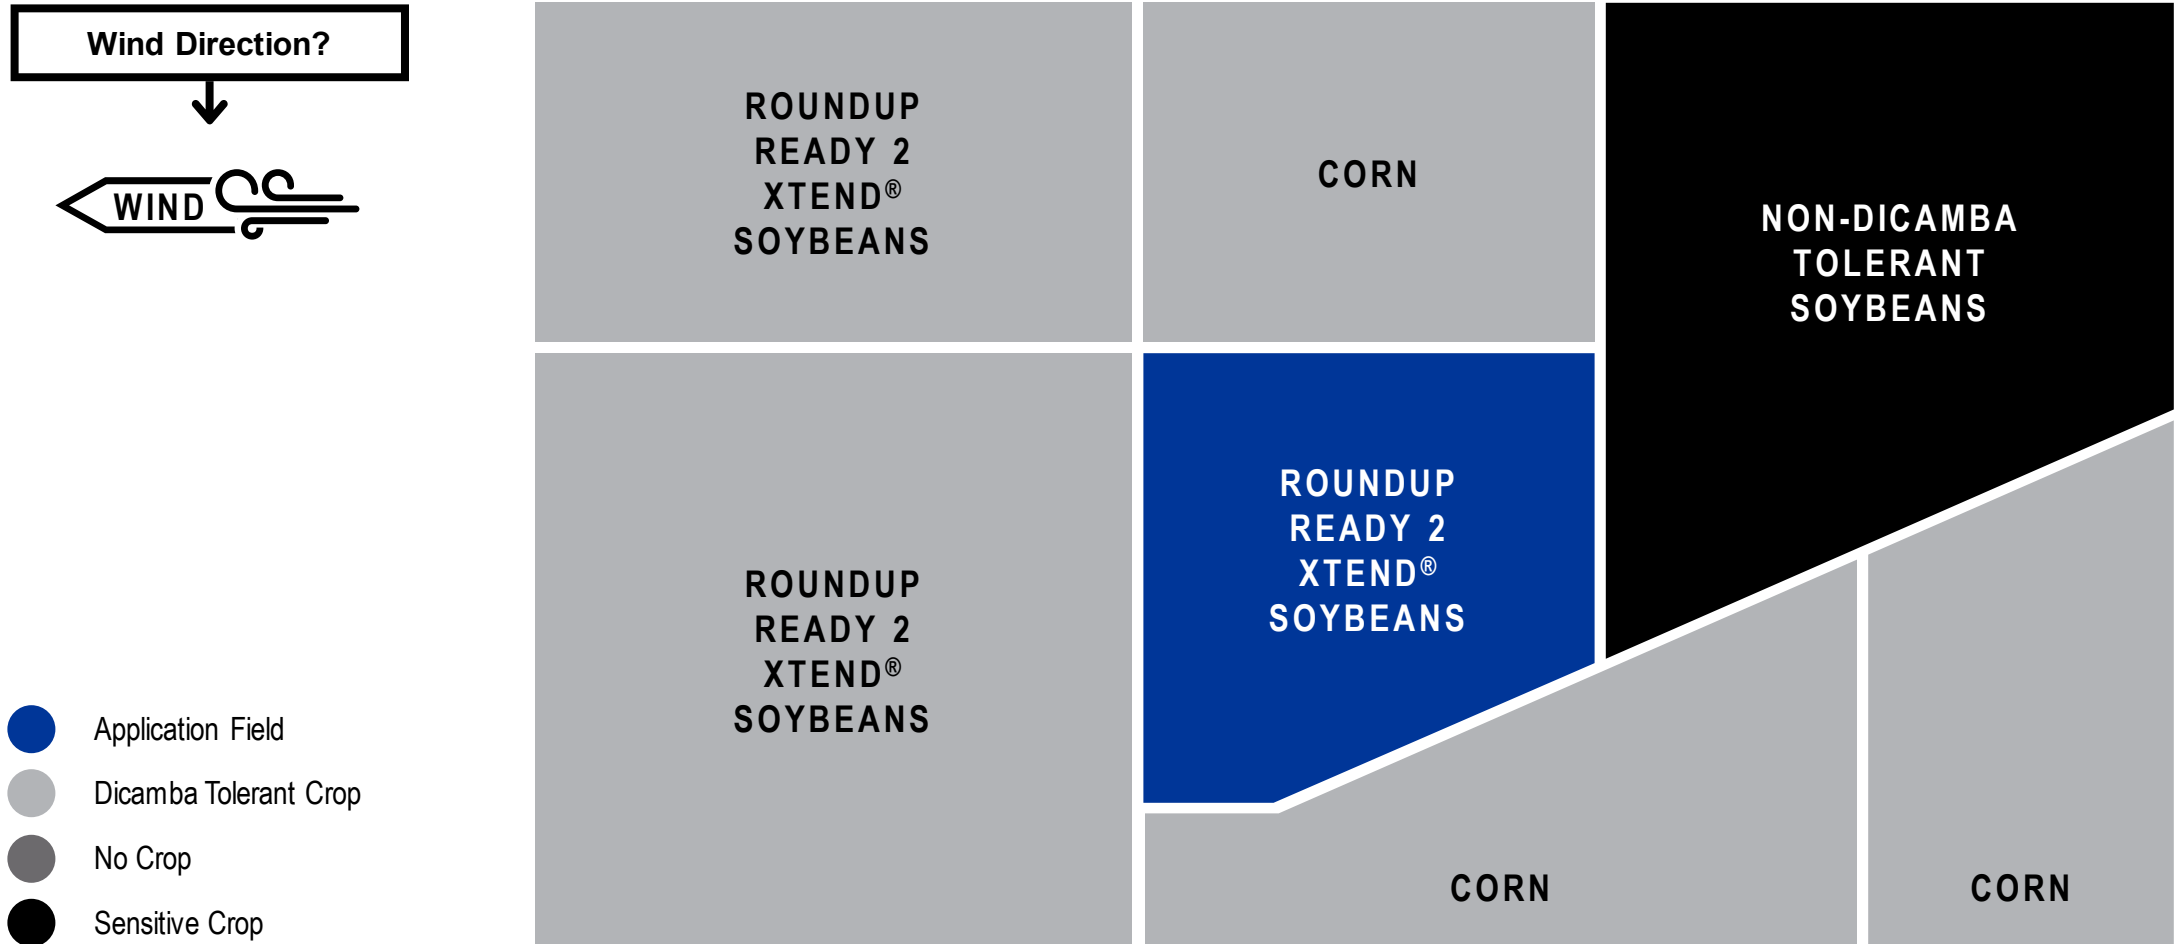 Wind Direction?
WIND
ROUNDUP
READY 2
XTEND®
SOYBEANS
CORN
NON-DICAMBA
TOLERANT
SOYBEANS
ROUNDUP
READY 2
XTEND®
SOYBEANS
ROUNDUP
READY 2
XTEND®
SOYBEANS
CORN
CORN
Application Field
Dicamba Tolerant Crop
No Crop
Sensitive Crop